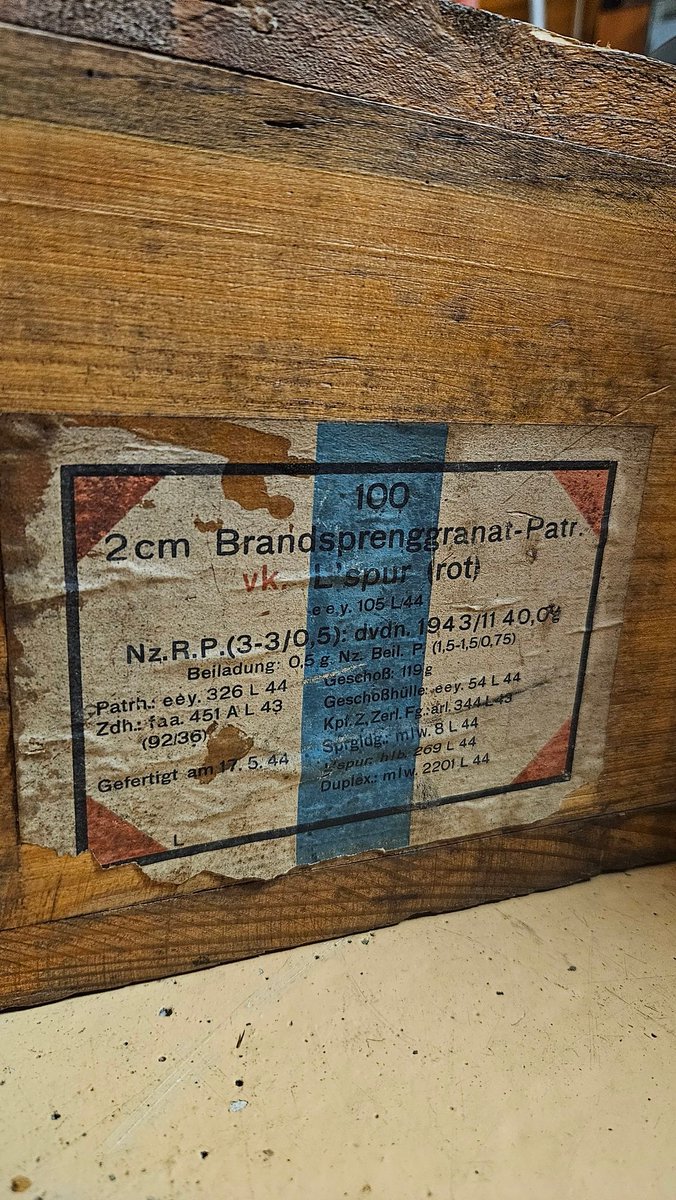 100
2cm Brandsprenggranat-Patr.
vk. L'spur (rot)
eey. 105 L/44
Nz.R.P.(3-3/0,5): dvdn. 1943/11 40,0g
Beiladung: 0,5 g Nz. Beil. P. (1,5-1,5/0,75)
Patrh.: eey. 326 L 44
Zdh.: faa. 451 A L 43
(92/36)
Gefertigt am 17. 5. 44
Geschoß: 119g
Geschoßhülle: eey. 54 L 44
Kpf. Z. Zerl. Fg.: arl. 344 L 43
Sprgldg.: mlw. 8 L 44
L'spur: hlb. 269 L 44
Duplex.: mlw. 2201 L 44
L